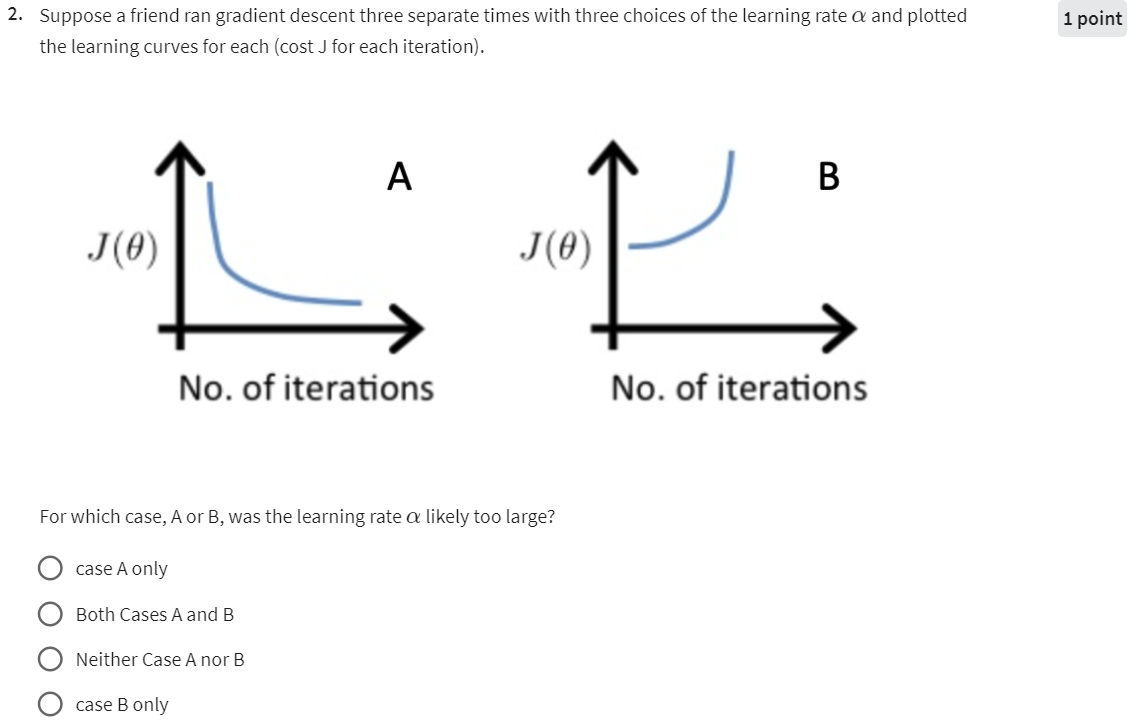 2. Suppose a friend ran gradient descent three separate times with three choices of the learning rate α and plotted
the learning curves for each (cost J for each iteration).
1 point
A
J(θ)
No. of iterations
B
J(θ)
No. of iterations
For which case, A or B, was the learning rate α likely too large?
case A only
Both Cases A and B
Neither Case A nor B
case B only